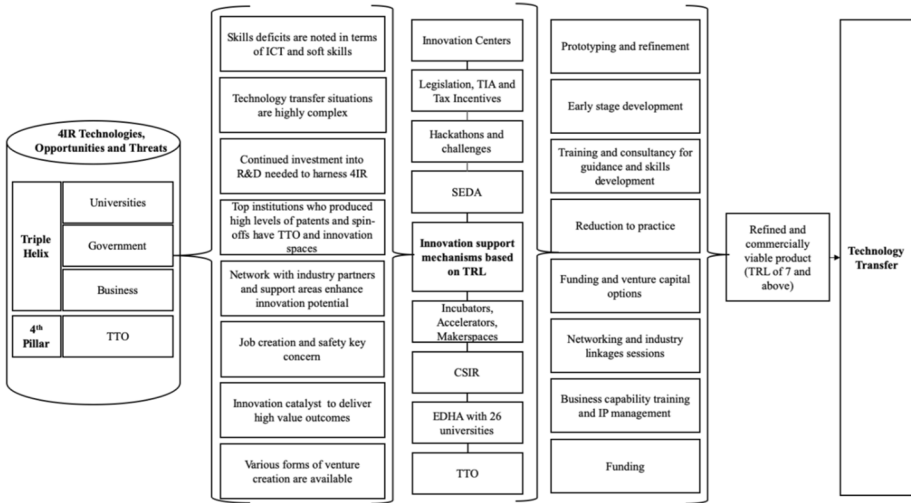 4IR Technologies,
Opportunities and Threats
Triple
Helix
Universities
Government
Business
4th
Pillar
TTO
Skills deficits are noted in terms
of ICT and soft skills
Technology transfer situations
are highly complex
Continued investment into
R&D needed to harness 4IR
Top institutions who produced
high levels of patents and spin-
offs have TTO and innovation
spaces
Network with industry partners
and support areas enhance
innovation potential
Job creation and safety key
concern
Innovation catalyst to deliver
high value outcomes
Various forms of venture
creation are available
Innovation Centers
Legislation, TIA and
Tax Incentives
Hackathons and
challenges
SEDA
Innovation support
mechanisms based on
TRL
Incubators,
Accelerators,
Makerspaces
CSIR
EDHA with 26
universities
TTO
Prototyping and refinement
Early stage development
Training and consultancy for
guidance and skills
development
Reduction to practice
Funding and venture capital
options
Networking and industry
linkages sessions
Business capability training
and IP management
Funding
Refined and
commercially
viable product
(TRL of 7 and
above)
Technology
Transfer